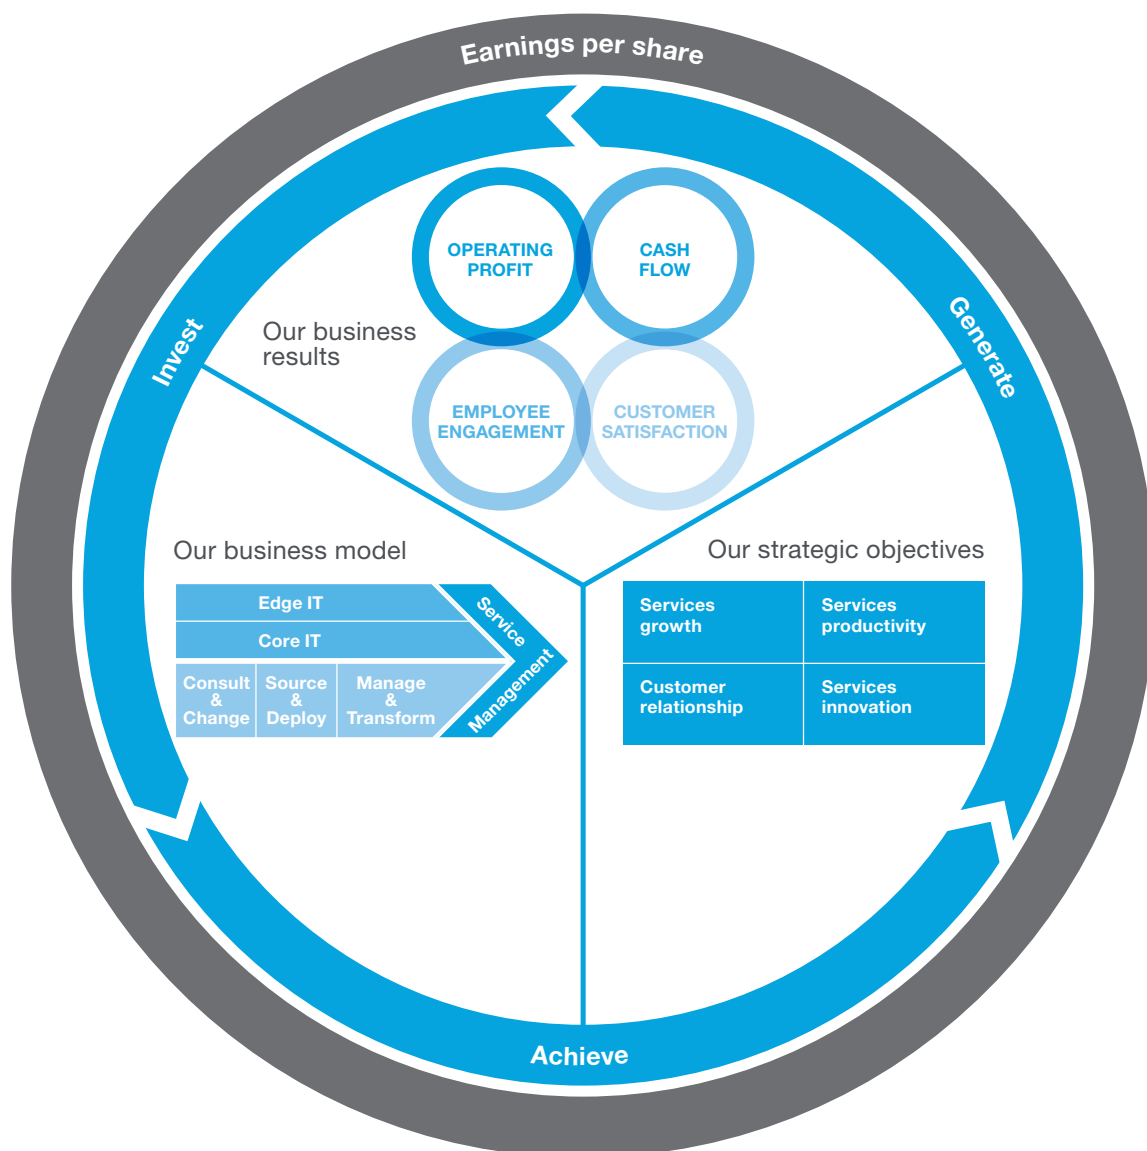 Earnings per share
Invest
Generate
Achieve
Our business
results
OPERATING
PROFIT
CASH
FLOW
EMPLOYEE
ENGAGEMENT
CUSTOMER
SATISFACTION
Our business model
Edge IT
Core IT
Consult
&
Change
Source
&
Deploy
Manage
&
Transform
Service
Management
Our strategic objectives
Services
growth
Services
productivity
Customer
relationship
Services
innovation